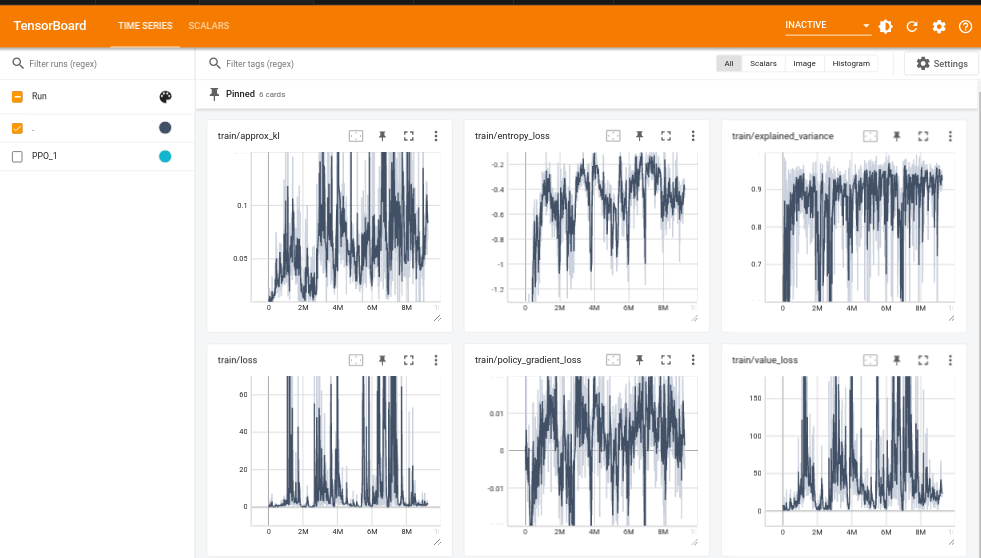 TensorBoard TIME SERIES SCALARS INACTIVE
Filter runs (regex) Filter tags (regex) All Scalars Image Histogram Settings
Run Pinned 6 cards
.
PPO_1
train/approx_kl train/entropy_loss train/explained_variance
0.1
0.05
0 2M 4M 6M 8M
-0.2
-0.4
-0.6
-0.8
-1
-1.2
0 2M 4M 6M 8M
0.9
0.8
0.7
0 2M 4M 6M 8M
train/loss train/policy_gradient_loss train/value_loss
60
40
20
0
0 2M 4M 6M 8M
0.01
0
-0.01
0 2M 4M 6M 8M
150
100
50
0
0 2M 4M 6M 8M